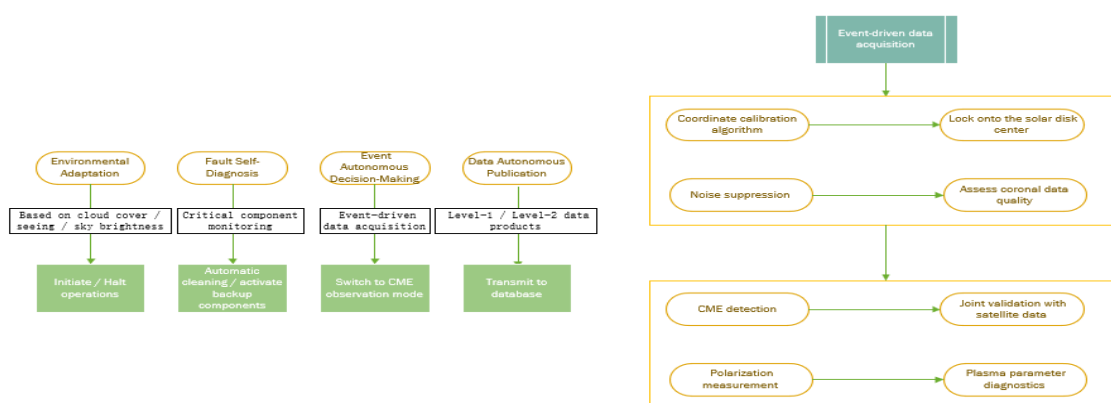 Environmental
Adaptation
Based on cloud cover /
seeing / sky brightness
Initiate / Halt
operations
Fault Self-
Diagnosis
Critical component
monitoring
Automatic
cleaning / activate
backup
components
Event
Autonomous
Decision-Making
Event-driven
data acquisition
Switch to CME
observation mode
Data Autonomous
Publication
Level-1 / Level-2 data
products
Transmit to
database
Event-driven data
acquisition
Coordinate calibration
algorithm
Lock onto the solar disk
center
Noise suppression
Assess coronal data
quality
CME detection
Joint validation with
satellite data
Polarization
measurement
Plasma parameter
diagnostics